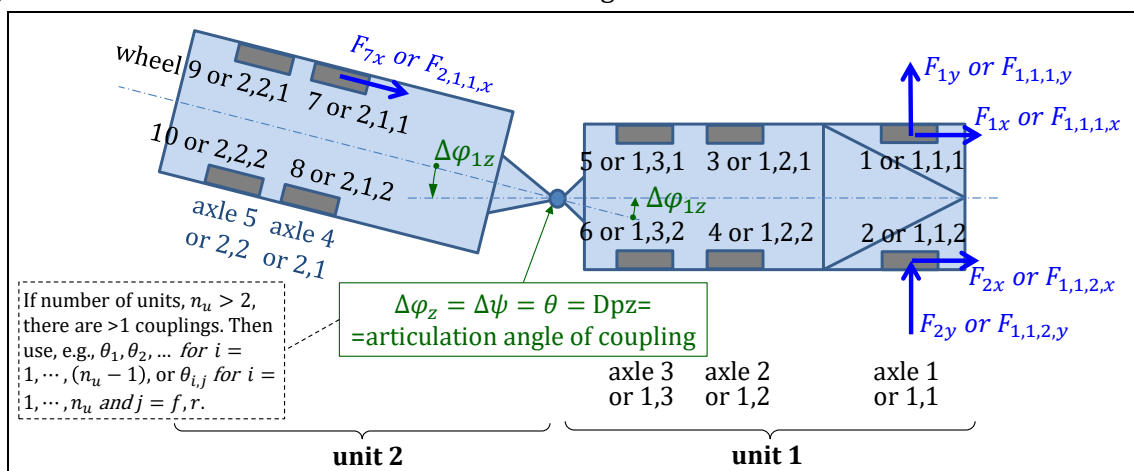 wheel 9 or 2,2,1
7 or 2,1,1
F₇ₓ or F₂,₁,₁,ₓ
10 or 2,2,2
8 or 2,1,2
Δφ₁z
axle 5
or 2,2
axle 4
or 2,1
5 or 1,3,1
3 or 1,2,1
1 or 1,1,1
Δφ₁z
6 or 1,3,2
4 or 1,2,2
2 or 1,1,2
F₁y or F₁,₁,₁,y
F₁ₓ or F₁,₁,₁,ₓ
F₂ₓ or F₁,₁,₂,ₓ
F₂y or F₁,₁,₂,y
If number of units, nᵤ > 2,
there are >1 couplings. Then
use, e.g., θ₁, θ₂, … for i =
1, ⋯, (nᵤ − 1), or θᵢ,ⱼ for i =
1, ⋯, nᵤ and j = f, r.
Δφz = Δψ = θ = Dpz=
=articulation angle of coupling
axle 3
or 1,3
axle 2
or 1,2
axle 1
or 1,1
unit 2
unit 1